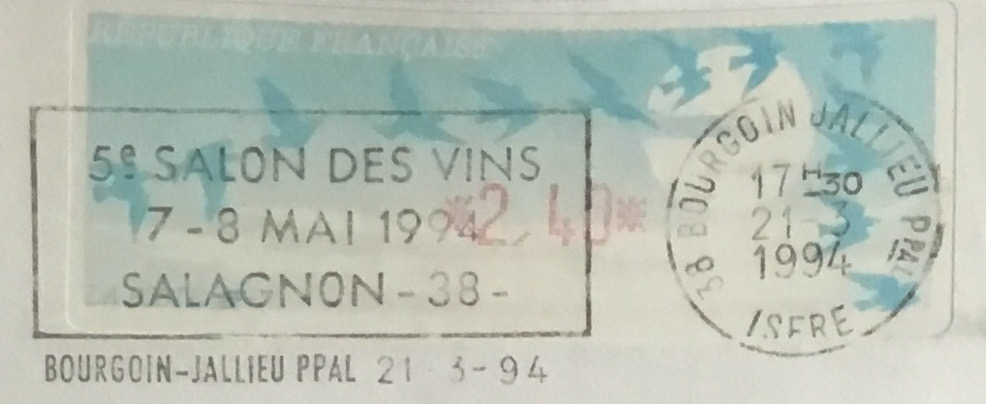 RÉPUBLIQUE FRANÇAISE
5e SALON DES VINS
7-8 MAI 1994
SALAGNON-38-
*2,40*
38 BOURGOIN JALLIEU PPAL
17H30
21-3
1994
ISERE
BOURGOIN-JALLIEU PPAL 21 3-94